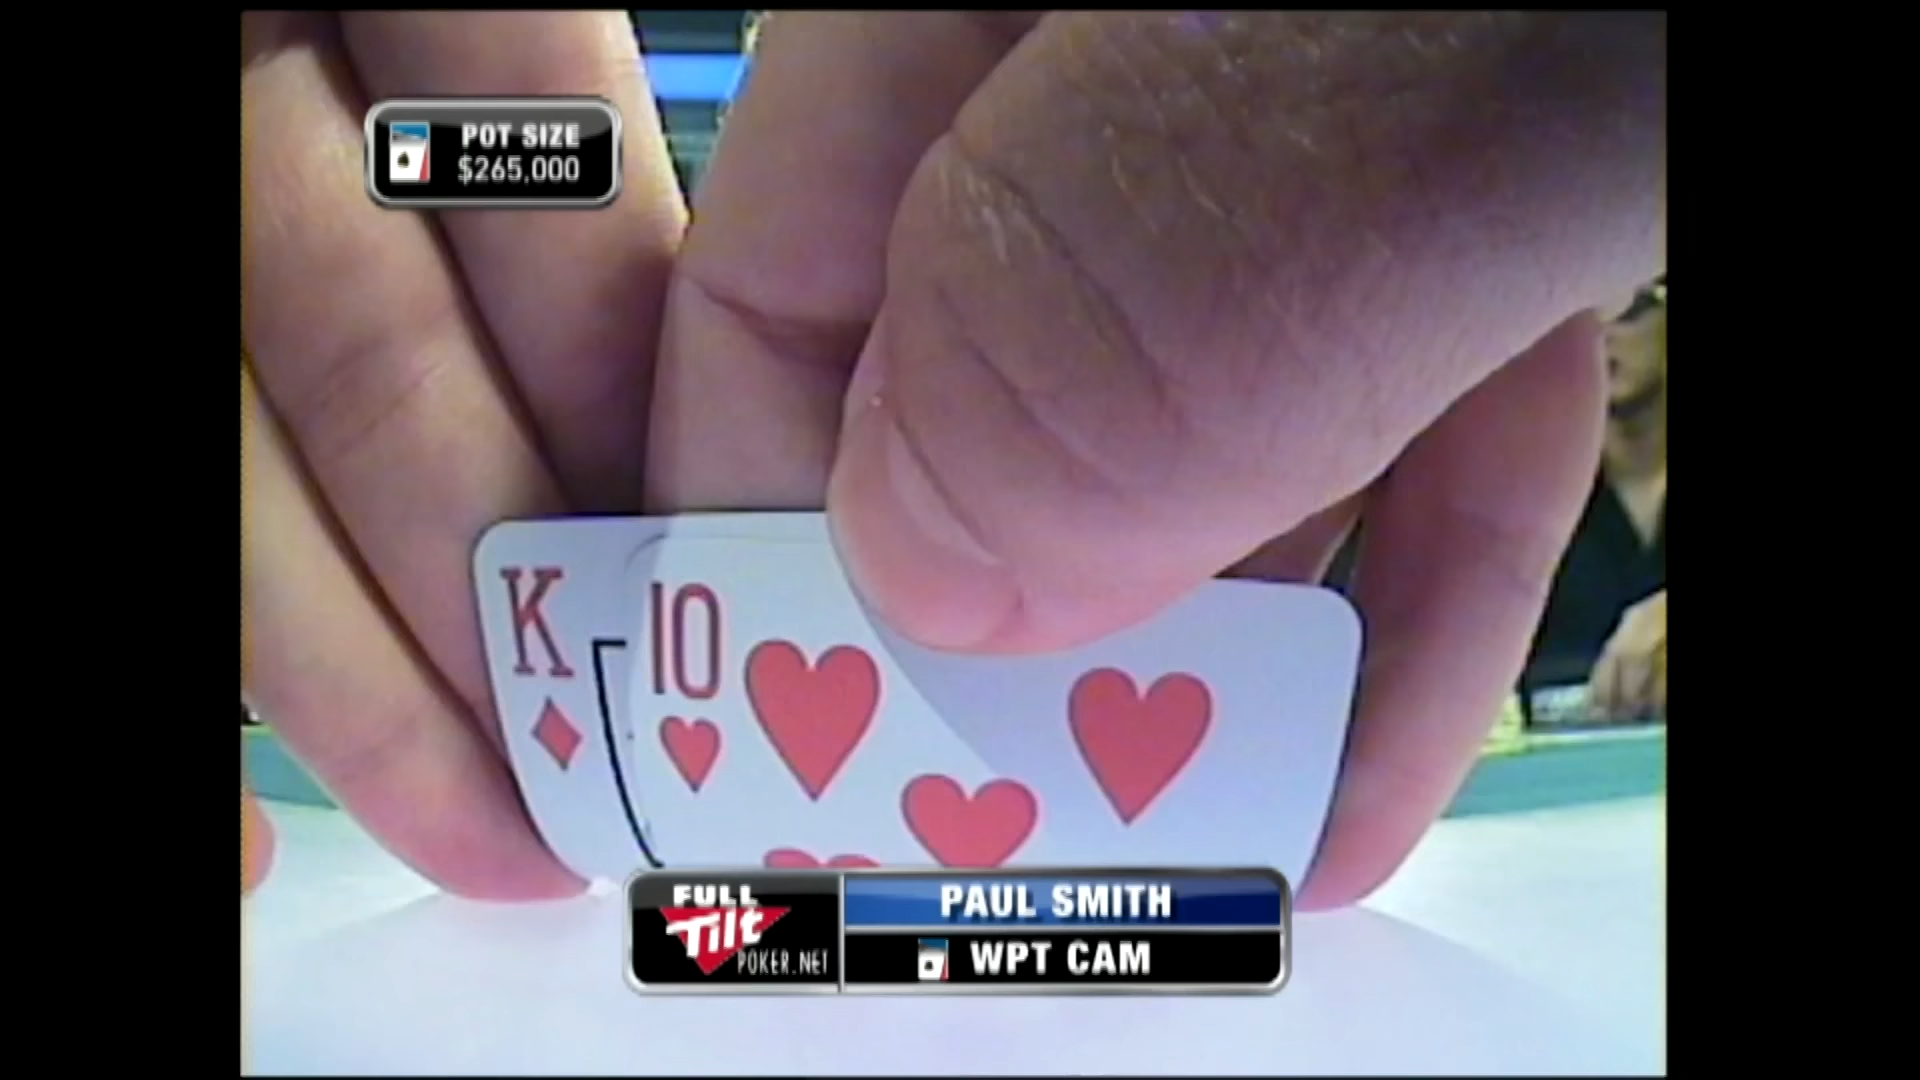 POT SIZE
$265,000
K
10
FULL
Tilt
POKER.NET
PAUL SMITH
WPT CAM